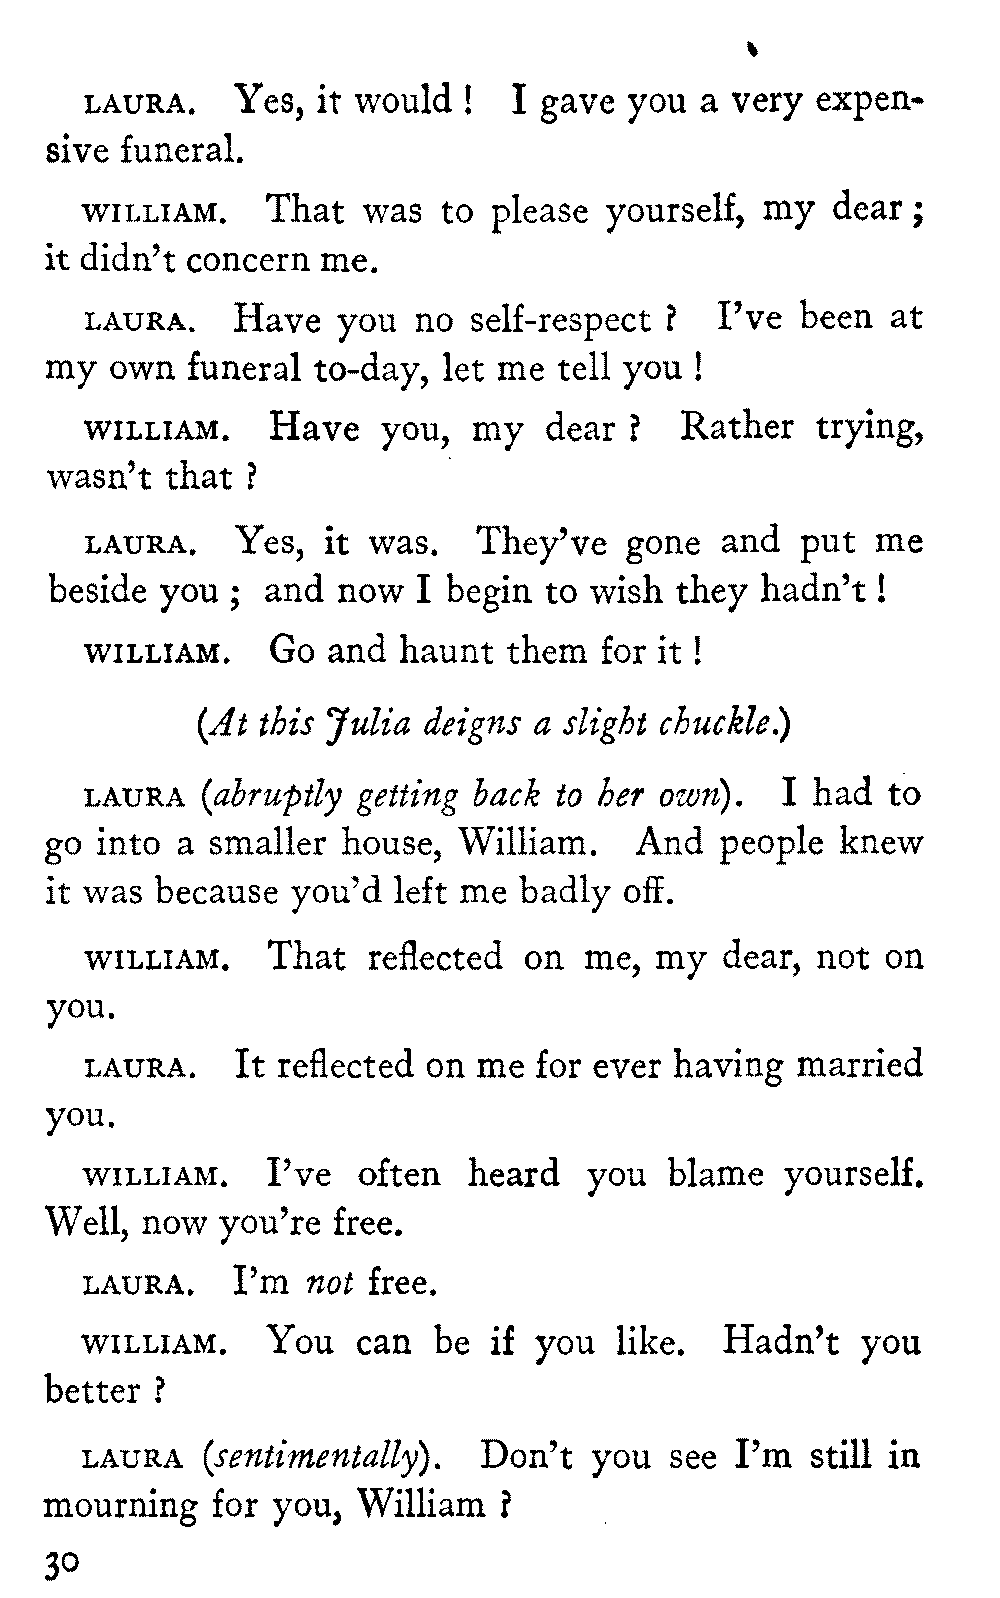 LAURA. Yes, it would ! I gave you a very expen-
sive funeral.
WILLIAM. That was to please yourself, my dear ;
it didn't concern me.
LAURA. Have you no self-respect ? I've been at
my own funeral to-day, let me tell you !
WILLIAM. Have you, my dear ? Rather trying,
wasn't that ?
LAURA. Yes, it was. They've gone and put me
beside you ; and now I begin to wish they hadn't !
WILLIAM. Go and haunt them for it !
(At this Julia deigns a slight chuckle.)
LAURA (abruptly getting back to her own). I had to
go into a smaller house, William. And people knew
it was because you'd left me badly off.
WILLIAM. That reflected on me, my dear, not on
you.
LAURA. It reflected on me for ever having married
you.
WILLIAM. I've often heard you blame yourself.
Well, now you're free.
LAURA. I'm not free.
WILLIAM. You can be if you like. Hadn't you
better ?
LAURA (sentimentally). Don't you see I'm still in
mourning for you, William ?
30